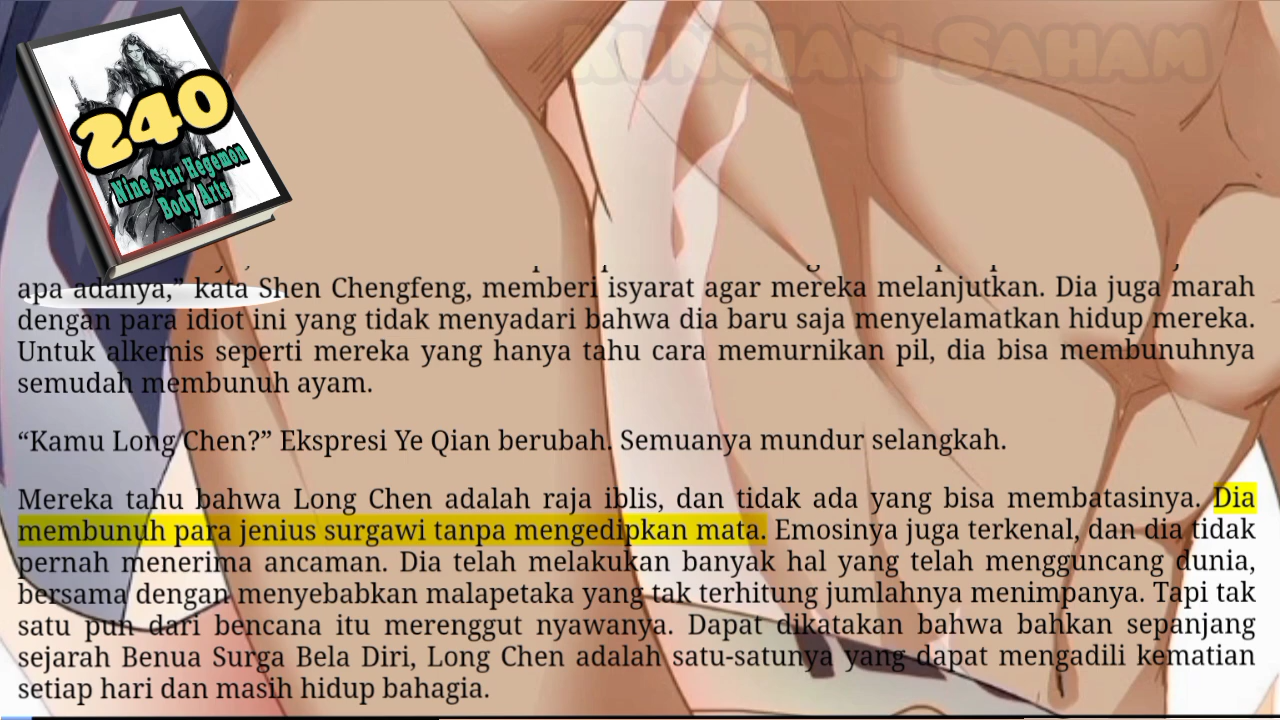 KUNCIAN SAHAM
240
Nine Star Hegemon
Body Arts
apa adanya,” kata Shen Chengfeng, memberi isyarat agar mereka melanjutkan. Dia juga marah
dengan para idiot ini yang tidak menyadari bahwa dia baru saja menyelamatkan hidup mereka.
Untuk alkemis seperti mereka yang hanya tahu cara memurnikan pil, dia bisa membunuhnya
semudah membunuh ayam.
“Kamu Long Chen?” Ekspresi Ye Qian berubah. Semuanya mundur selangkah.
Mereka tahu bahwa Long Chen adalah raja iblis, dan tidak ada yang bisa membatasinya. Dia
membunuh para jenius surgawi tanpa mengedipkan mata. Emosinya juga terkenal, dan dia tidak
pernah menerima ancaman. Dia telah melakukan banyak hal yang telah mengguncang dunia,
bersama dengan menyebabkan malapetaka yang tak terhitung jumlahnya menimpanya. Tapi tak
satu pun dari bencana itu merenggut nyawanya. Dapat dikatakan bahwa bahkan sepanjang
sejarah Benua Surga Bela Diri, Long Chen adalah satu-satunya yang dapat mengadili kematian
setiap hari dan masih hidup bahagia.